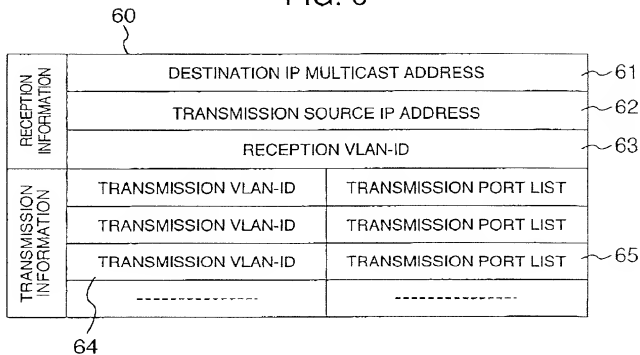 60
RECEPTION INFORMATION
DESTINATION IP MULTICAST ADDRESS
61
TRANSMISSION SOURCE IP ADDRESS
62
RECEPTION VLAN-ID
63
TRANSMISSION INFORMATION
TRANSMISSION VLAN-ID TRANSMISSION PORT LIST
TRANSMISSION VLAN-ID TRANSMISSION PORT LIST
TRANSMISSION VLAN-ID TRANSMISSION PORT LIST
65
64